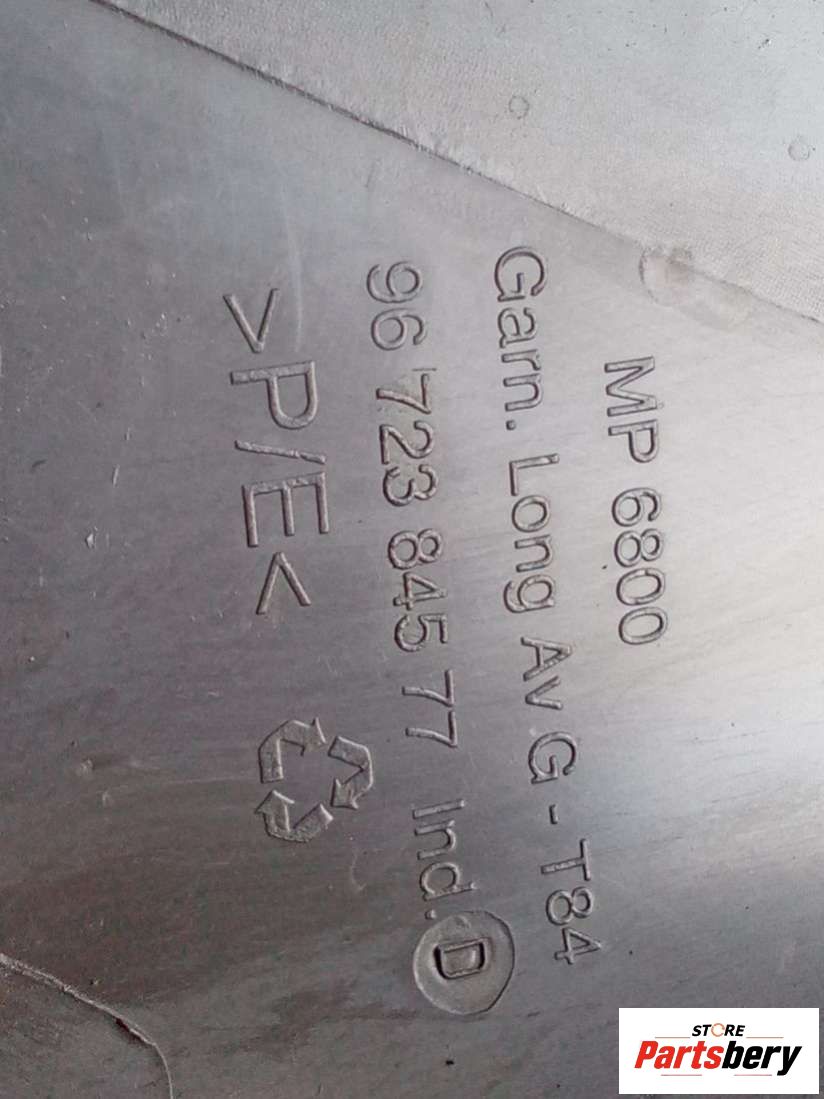 MP 6800
Garn. Long Av G - T84
96 723 845 77 Ind. D
>P/E<
STORE
Partsbery